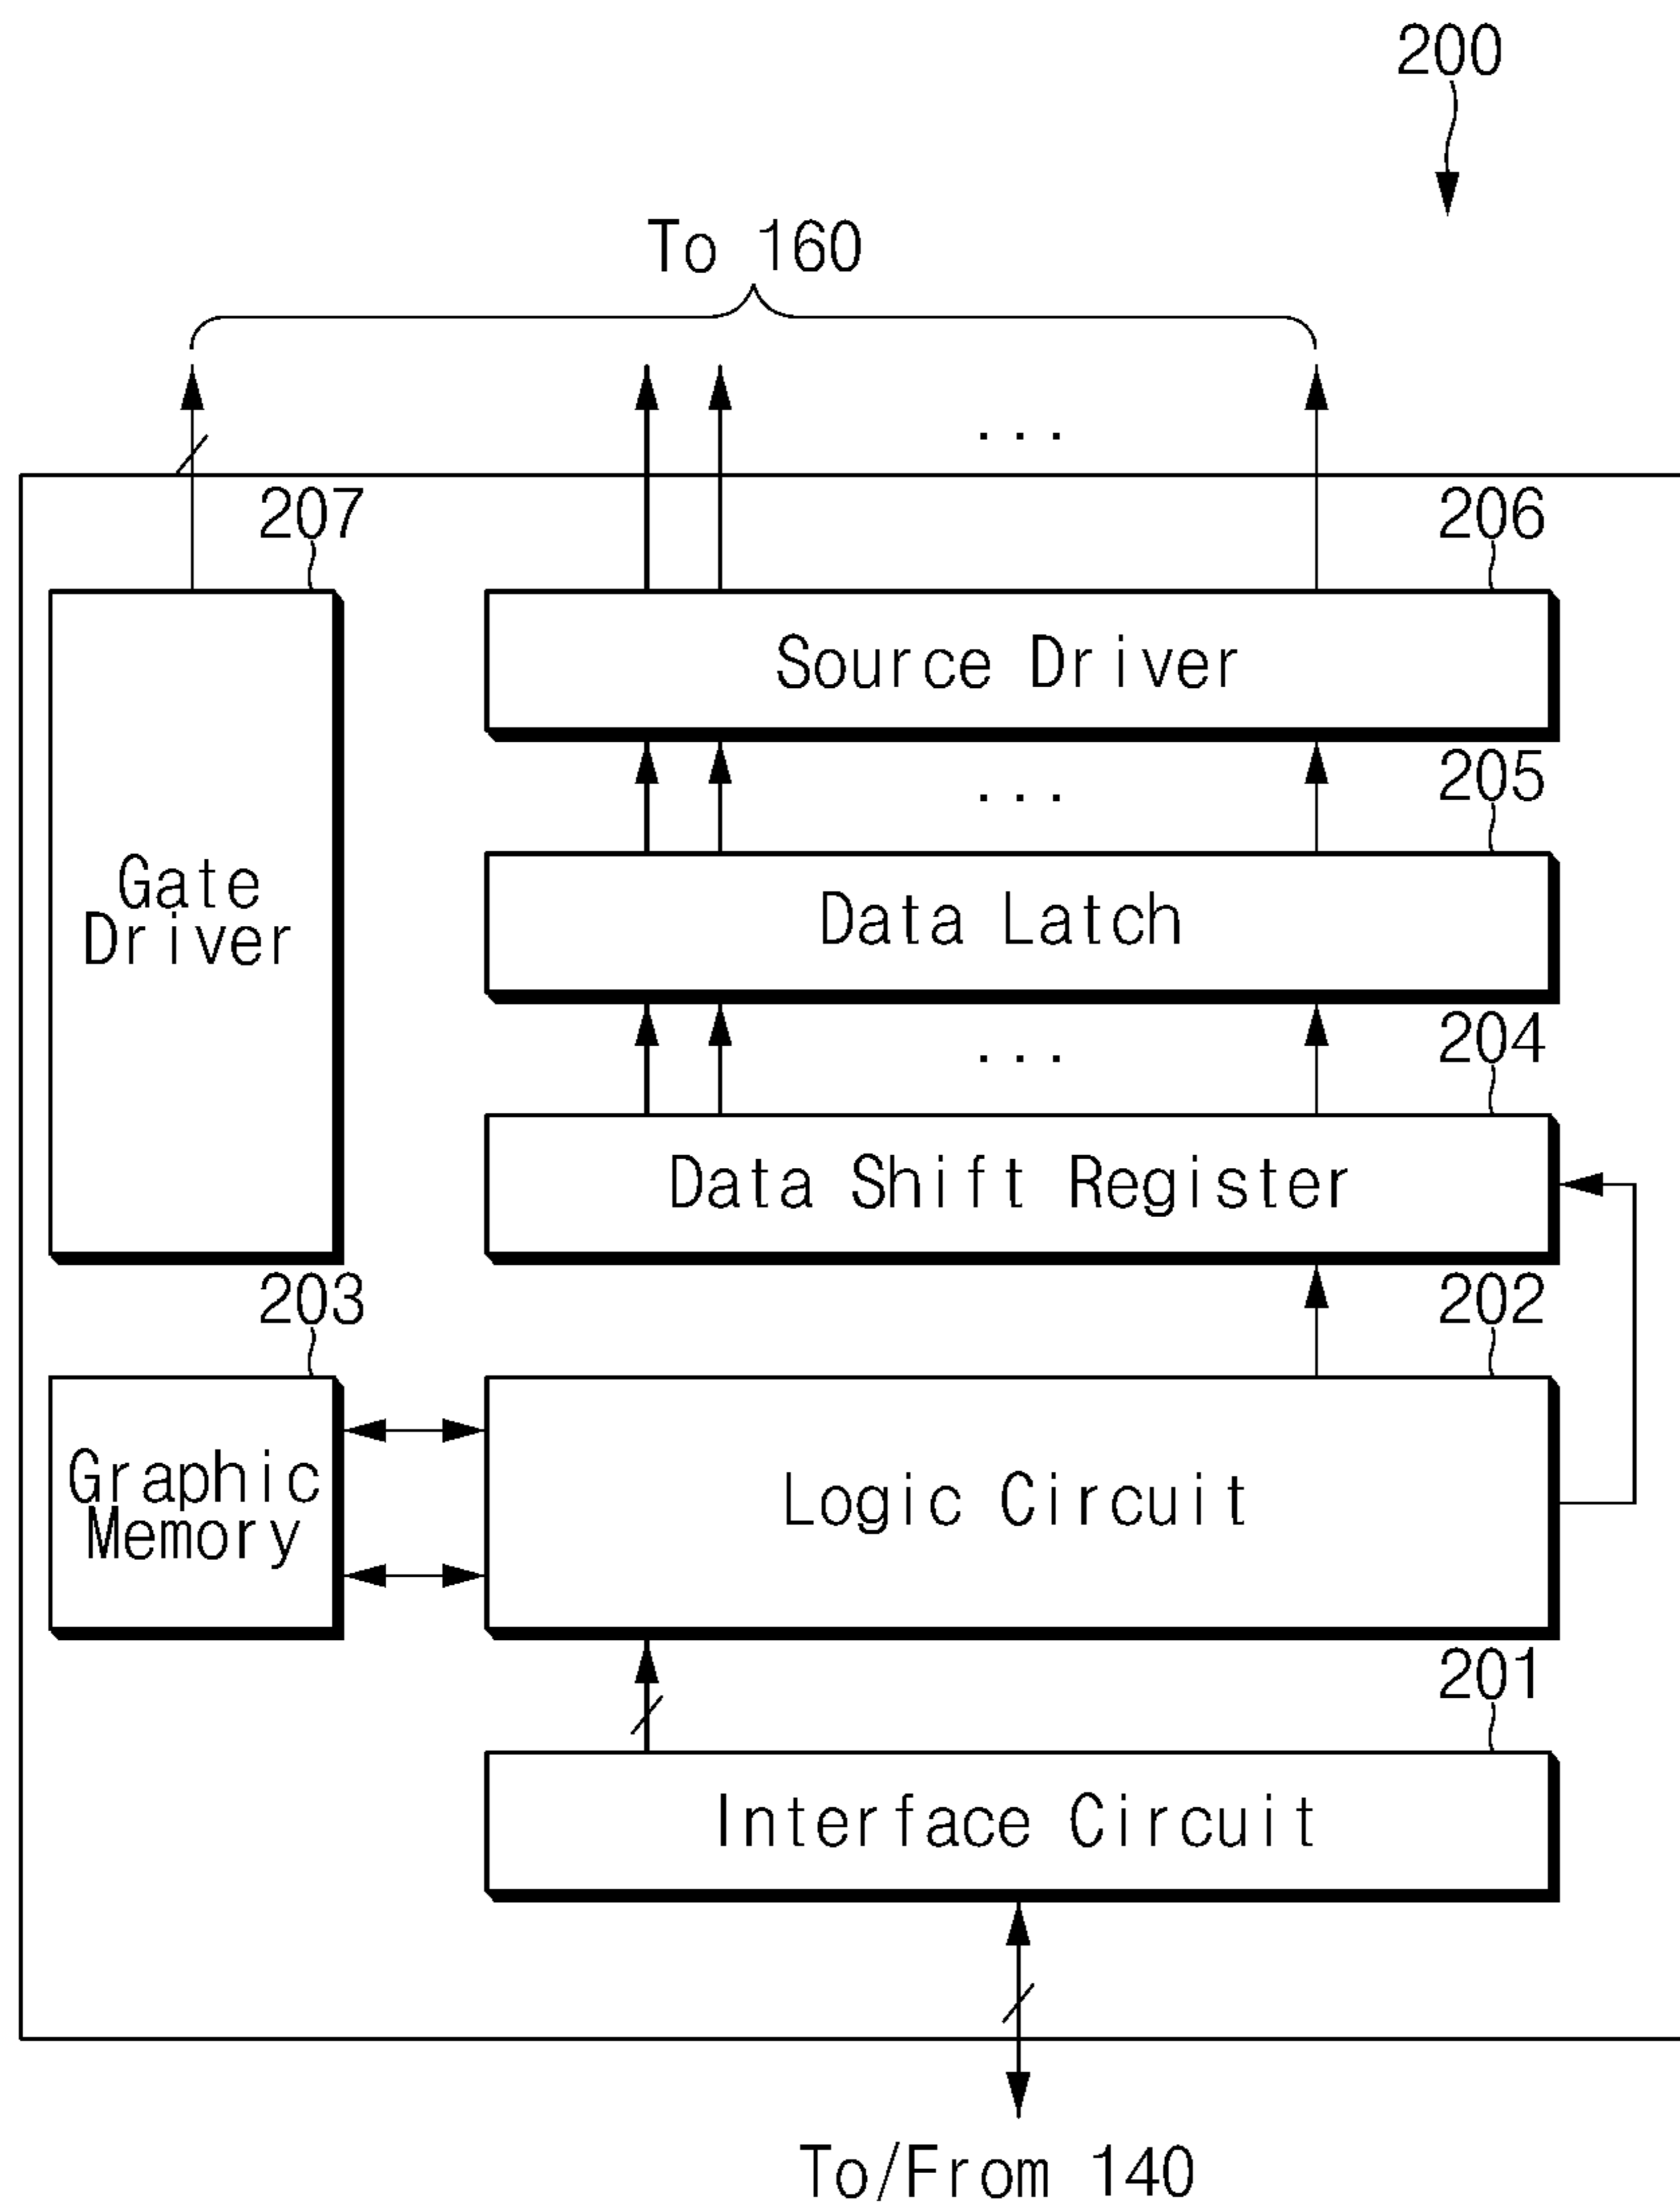 200
To 160
...
207
206
Source Driver
...
205
Gate
Driver
Data Latch
...
204
Data Shift Register
203
202
Graphic
Memory
Logic Circuit
201
Interface Circuit
To/From 140